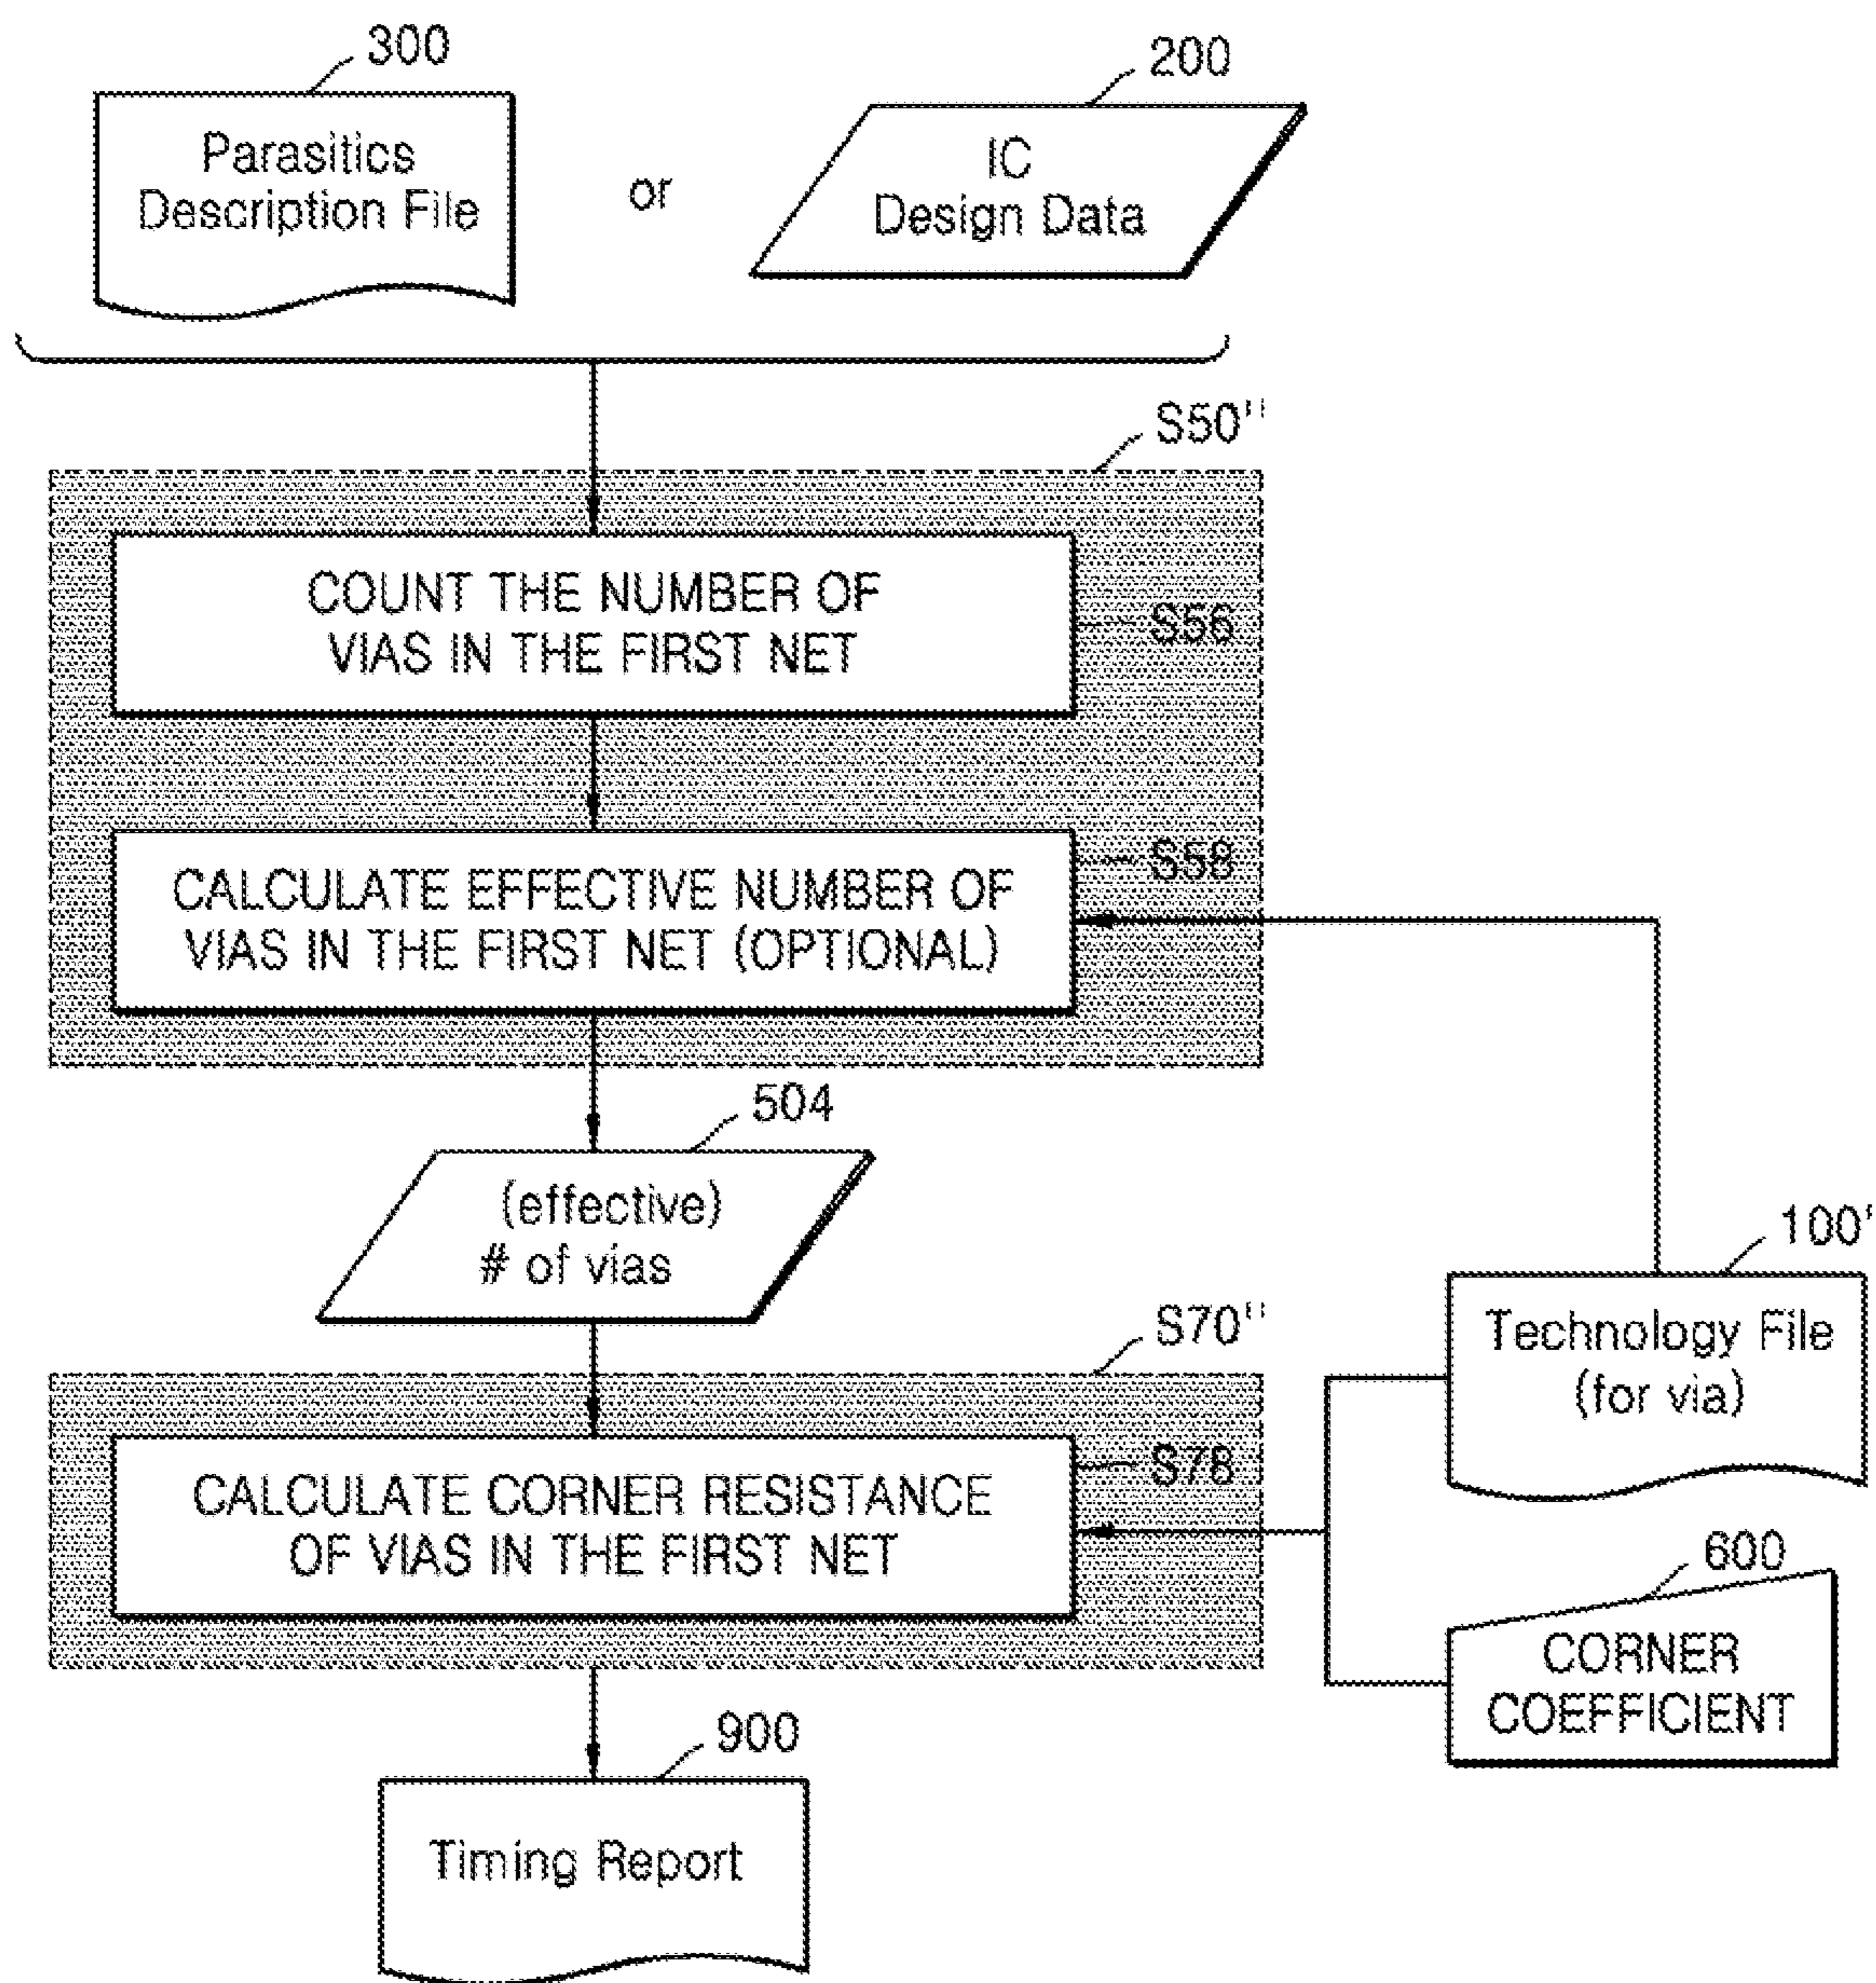 300
200
Parasitics
Description File
or
IC
Design Data
S50"
COUNT THE NUMBER OF
VIAS IN THE FIRST NET
S56
CALCULATE EFFECTIVE NUMBER OF
VIAS IN THE FIRST NET (OPTIONAL)
S58
504
(effective)
# of vias
100'
Technology File
(for via)
S70"
CALCULATE CORNER RESISTANCE
OF VIAS IN THE FIRST NET
S78
600
CORNER
COEFFICIENT
900
Timing Report